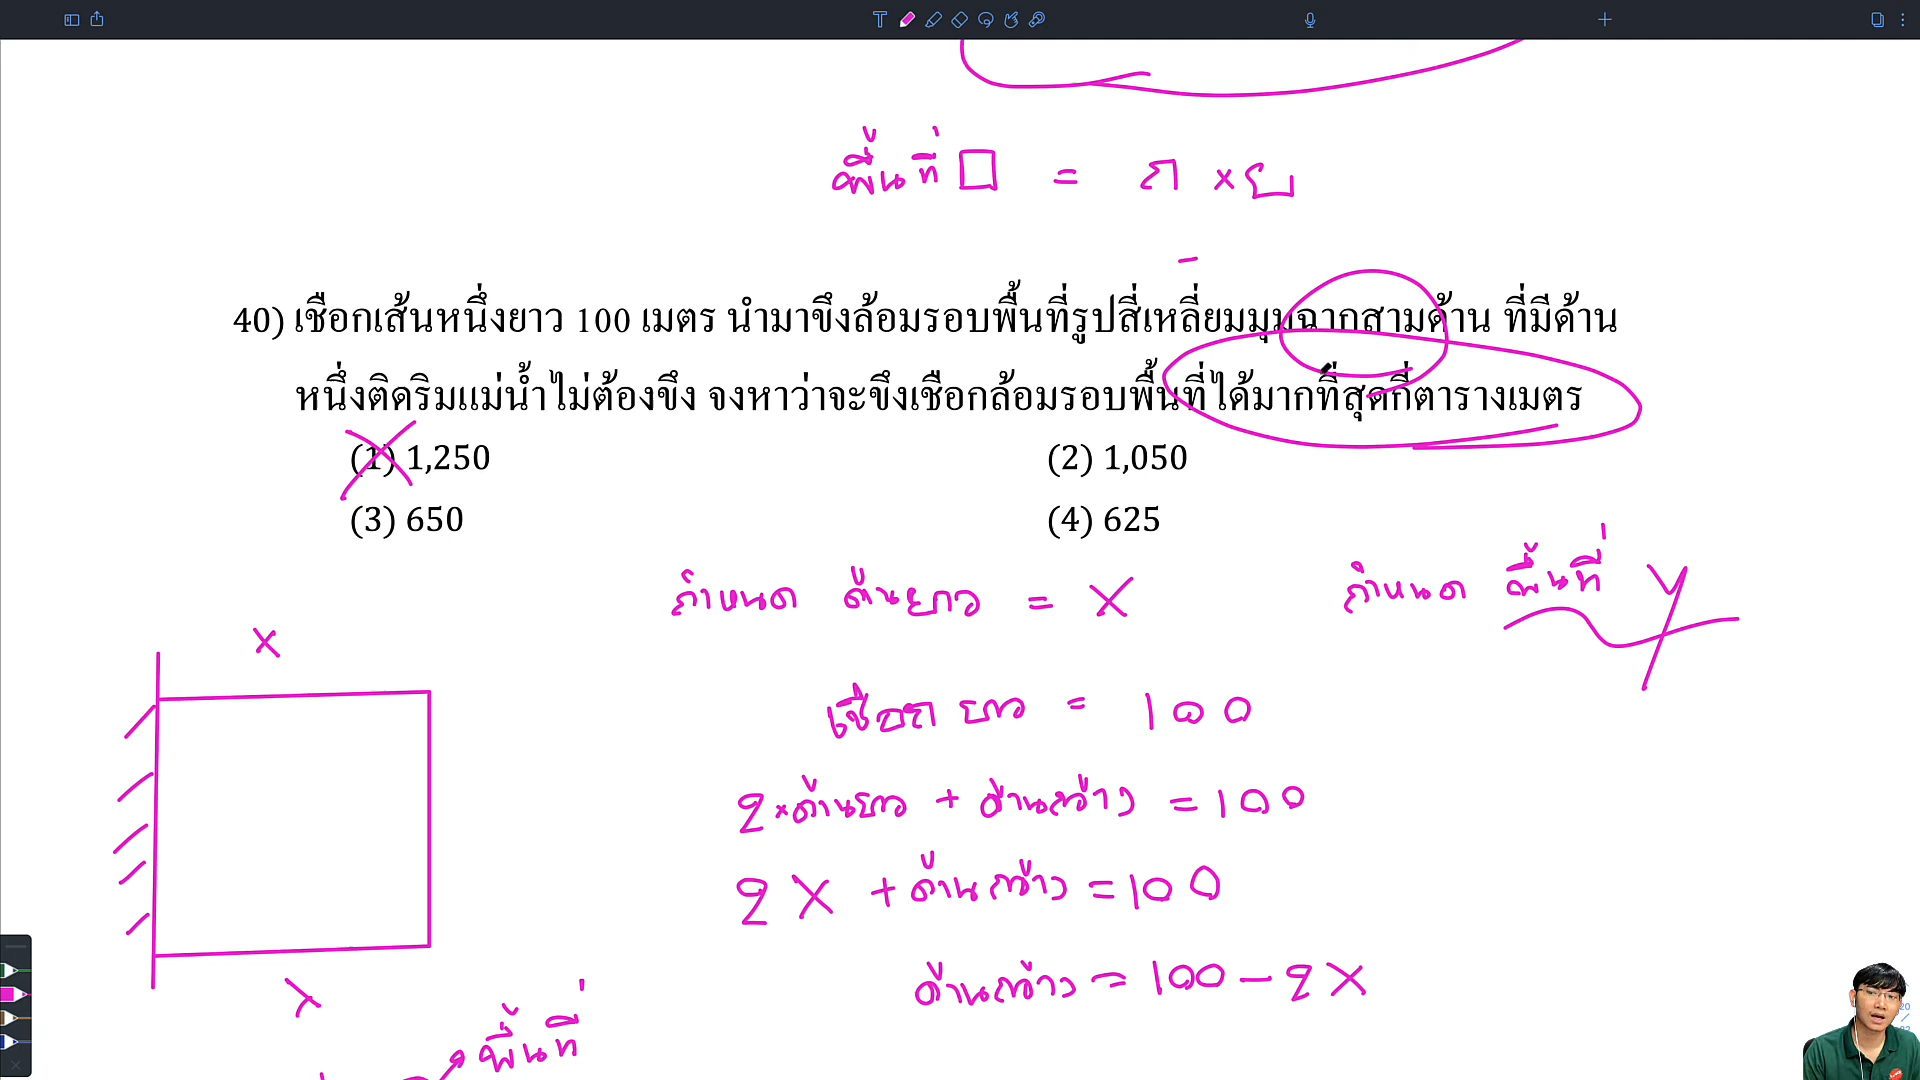 พื้นที่ □ = ก × ย
40) เชือกเส้นหนึ่งยาว 100 เมตร นำมาขึงล้อมรอบพื้นที่รูปสี่เหลี่ยมมุมฉากสามด้าน ที่มีด้าน
หนึ่งติดริมแม่น้ำไม่ต้องขึง จงหาว่าจะขึงเชือกล้อมรอบพื้นที่ได้มากที่สุดกี่ตารางเมตร
(1) 1,250 (2) 1,050
(3) 650 (4) 625
กำหนด ด้านยาว = X กำหนด พื้นที่ y
X
เชือก ยาว = 100
2 × ด้านยาว + ด้านกว้าง = 100
2X + ด้านกว้าง = 100
ด้านกว้าง = 100 - 2X
X
พื้นที่